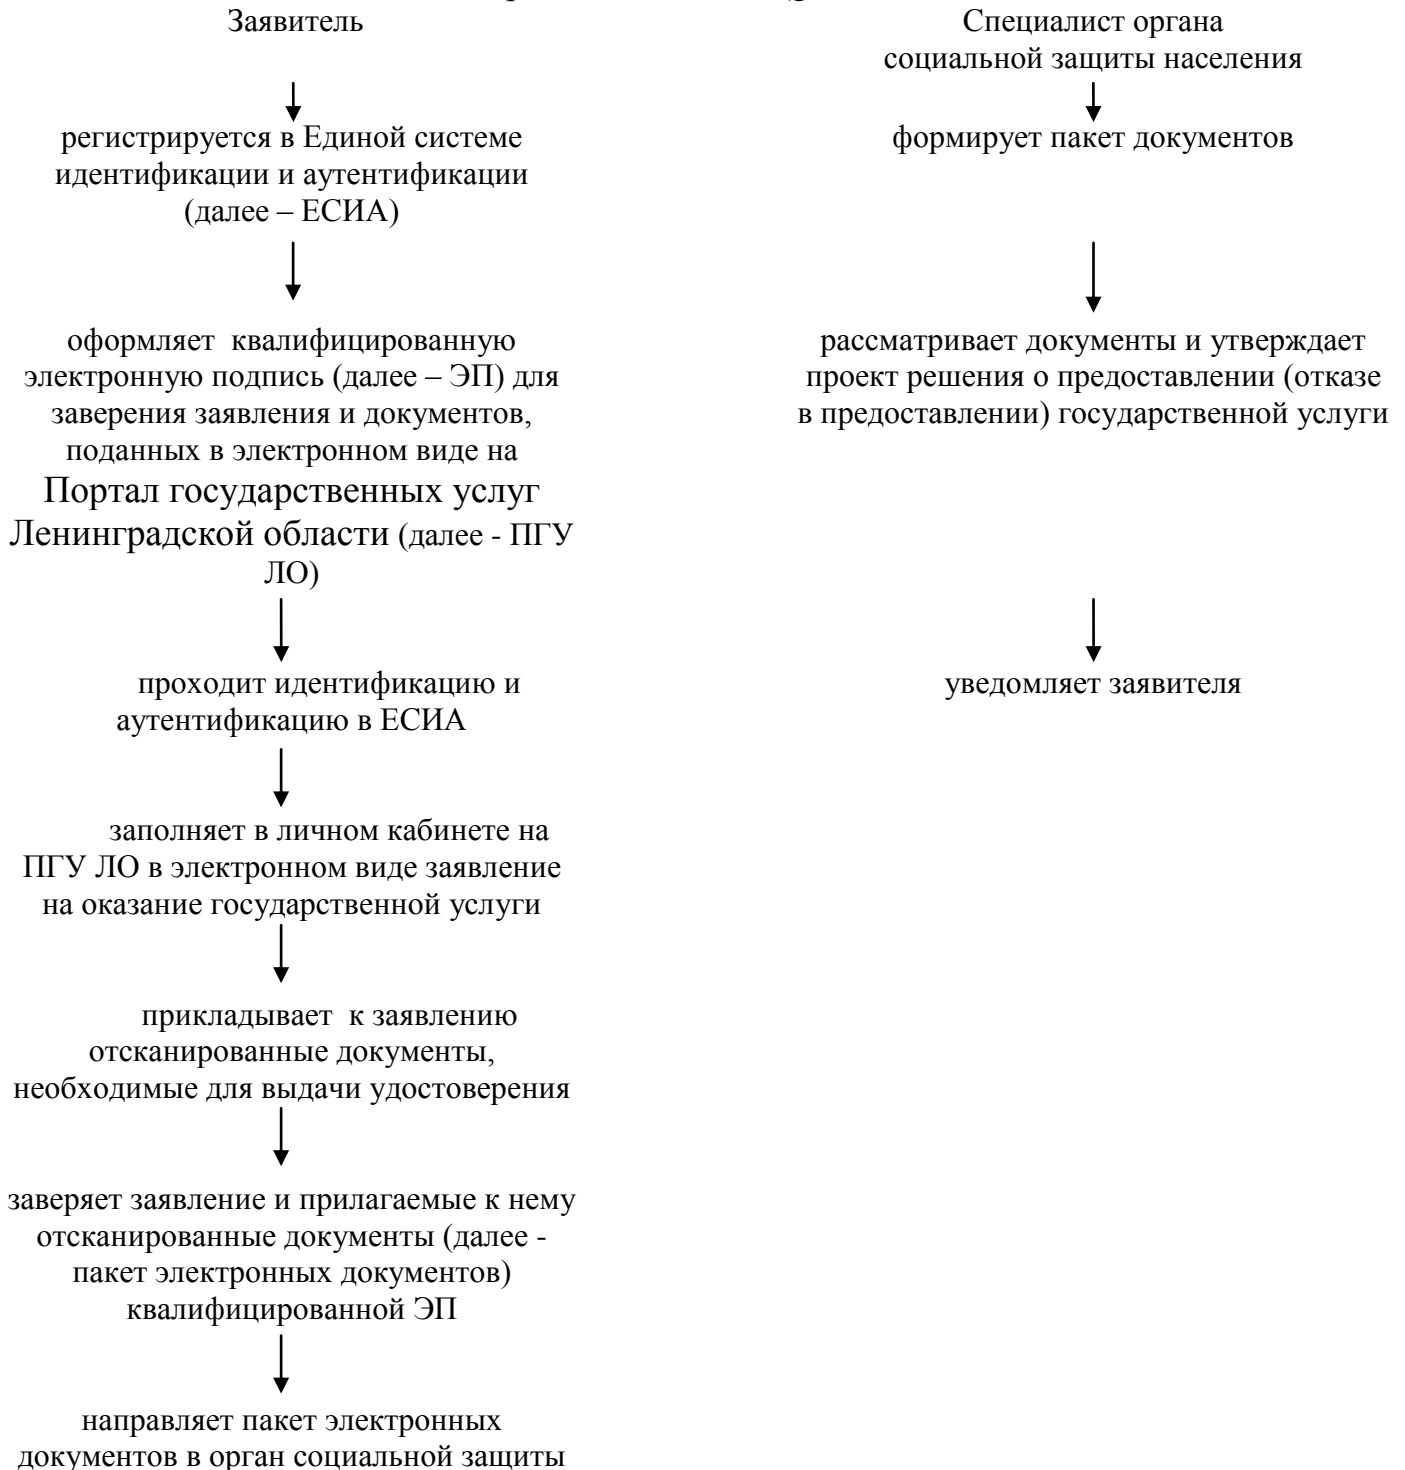 Заявитель
регистрируется в Единой системе
идентификации и аутентификации
(далее – ЕСИА)
оформляет квалифицированную
электронную подпись (далее – ЭП) для
заверения заявления и документов,
поданных в электронном виде на
Портал государственных услуг
Ленинградской области (далее - ПГУ
ЛО)
проходит идентификацию и
аутентификацию в ЕСИА
заполняет в личном кабинете на
ПГУ ЛО в электронном виде заявление
на оказание государственной услуги
прикладывает к заявлению
отсканированные документы,
необходимые для выдачи удостоверения
заверяет заявление и прилагаемые к нему
отсканированные документы (далее -
пакет электронных документов)
квалифицированной ЭП
направляет пакет электронных
документов в орган социальной защиты
Специалист органа
социальной защиты населения
формирует пакет документов
рассматривает документы и утверждает
проект решения о предоставлении (отказе
в предоставлении) государственной услуги
уведомляет заявителя